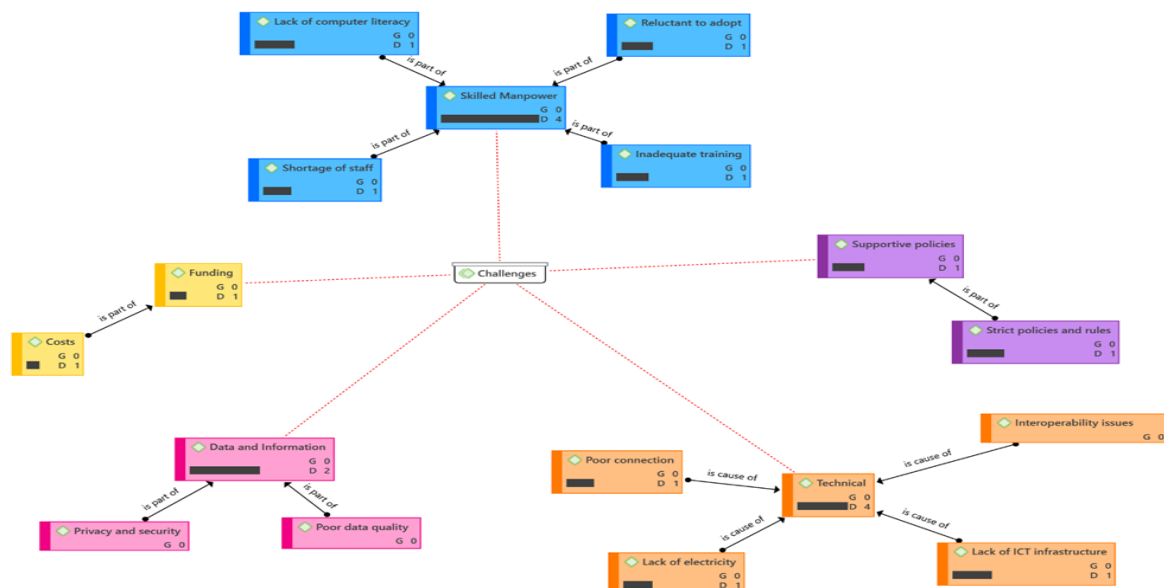 Lack of computer literacy
G 0
D 1
Reluctant to adopt
G 0
D 1
is part of
is part of
Skilled Manpower
G 0
D 4
is part of
is part of
Shortage of staff
G 0
D 1
Inadequate training
G 0
D 1
Supportive policies
G 0
D 1
Funding
G 0
D 1
Challenges
is part of
is part of
Costs
G 0
D 1
Strict policies and rules
G 0
D 1
Data and Information
G 0
D 2
Interoperability issues
G 0
Poor connection
G 0
D 1
is cause of
is cause of
Technical
G 0
D 4
is part of
is part of
Privacy and security
G 0
Poor data quality
G 0
is cause of
is cause of
Lack of electricity
G 0
D 1
Lack of ICT infrastructure
G 0
D 1